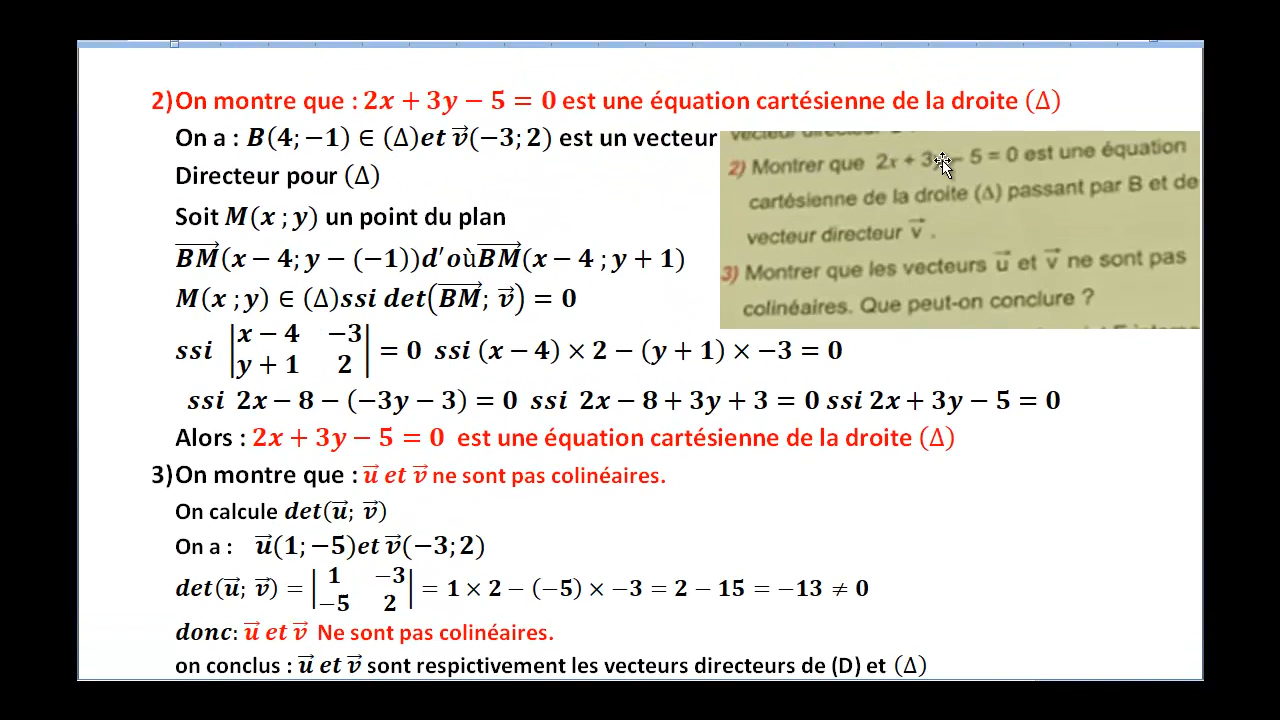 2) On montre que : 2x + 3y − 5 = 0 est une équation cartésienne de la droite (Δ)
On a : B(4; −1) ∈ (Δ) et v⃗(−3; 2) est un vecteur
Directeur pour (Δ)
Soit M(x ; y) un point du plan
BM⃗(x − 4; y − (−1)) d'où BM⃗(x − 4 ; y + 1)
M(x ; y) ∈ (Δ) ssi det(BM⃗; v⃗) = 0
ssi |x − 4 −3| = 0 ssi (x − 4) × 2 − (y + 1) × −3 = 0
|y + 1 2|
ssi 2x − 8 − (−3y − 3) = 0 ssi 2x − 8 + 3y + 3 = 0 ssi 2x + 3y − 5 = 0
Alors : 2x + 3y − 5 = 0 est une équation cartésienne de la droite (Δ)
3) On montre que : u⃗ et v⃗ ne sont pas colinéaires.
On calcule det(u⃗; v⃗)
On a : u⃗(1; −5) et v⃗(−3; 2)
det(u⃗; v⃗) = |1 −3| = 1 × 2 − (−5) × −3 = 2 − 15 = −13 ≠ 0
|−5 2|
donc: u⃗ et v⃗ Ne sont pas colinéaires.
on conclus : u⃗ et v⃗ sont respictivement les vecteurs directeurs de (D) et (Δ)
vecteur
2) Montrer que 2x + 3y − 5 = 0 est une équation
cartésienne de la droite (Δ) passant par B et de
vecteur directeur v⃗ .
3) Montrer que les vecteurs u⃗ et v⃗ ne sont pas
colinéaires. Que peut-on conclure ?